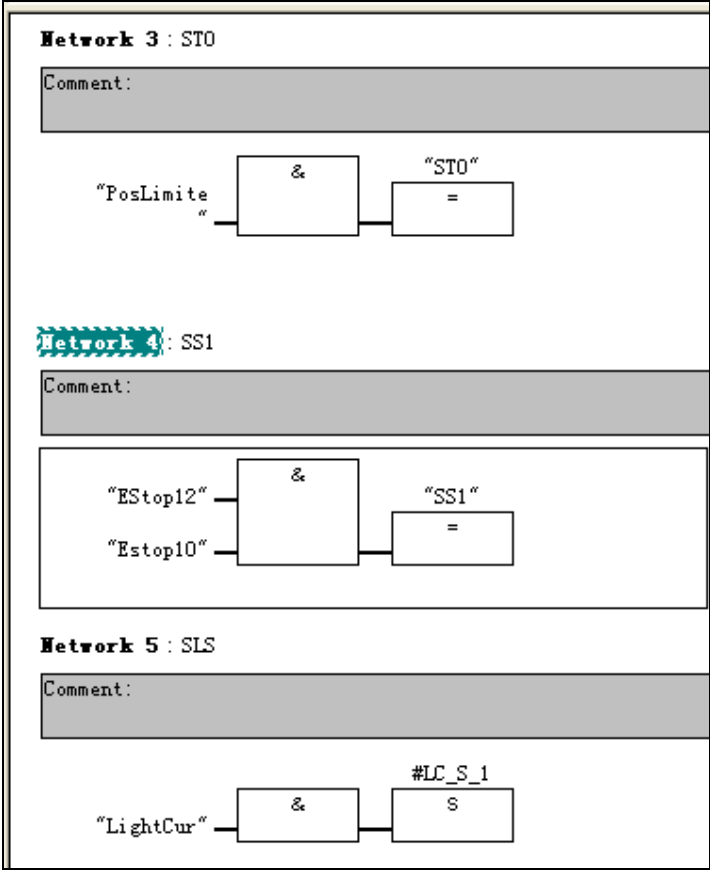 Network 3 : STO
Comment:
& "STO"
"PosLimite
" =
Network 4 : SS1
Comment:
&
"EStop12" "SS1"
=
"Estop10"
Network 5 : SLS
Comment:
#LC_S_1
& S
"LightCur"